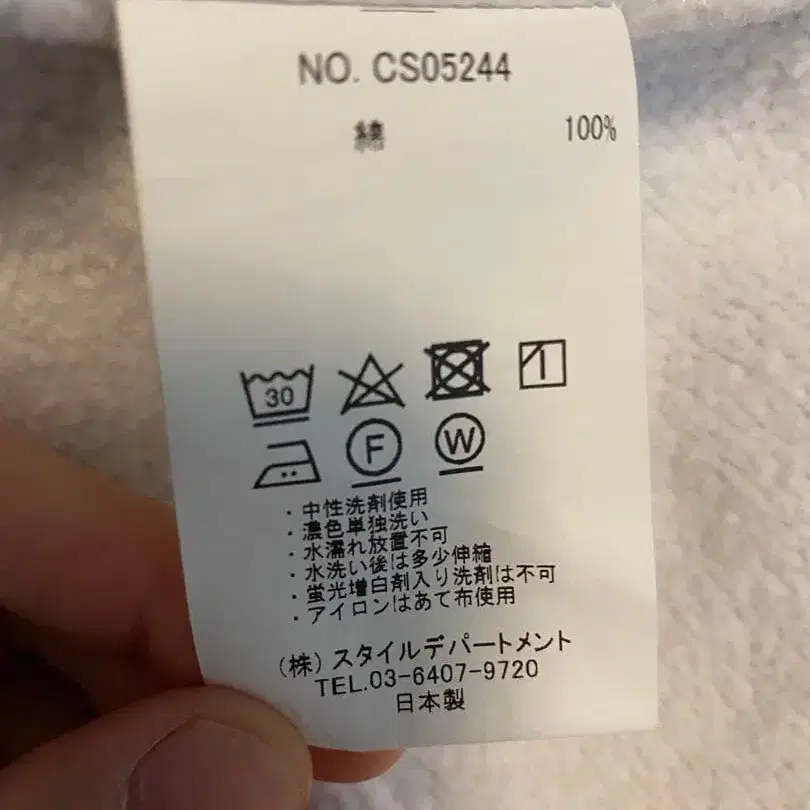 NO. CS05244
綿 100%
30
F W
・中性洗剤使用
・濃色単独洗い
・水濡れ放置不可
・水洗い後は多少伸縮
・蛍光増白剤入り洗剤は不可
・アイロンはあて布使用
(株)スタイルデパートメント
TEL.03-6407-9720
日本製